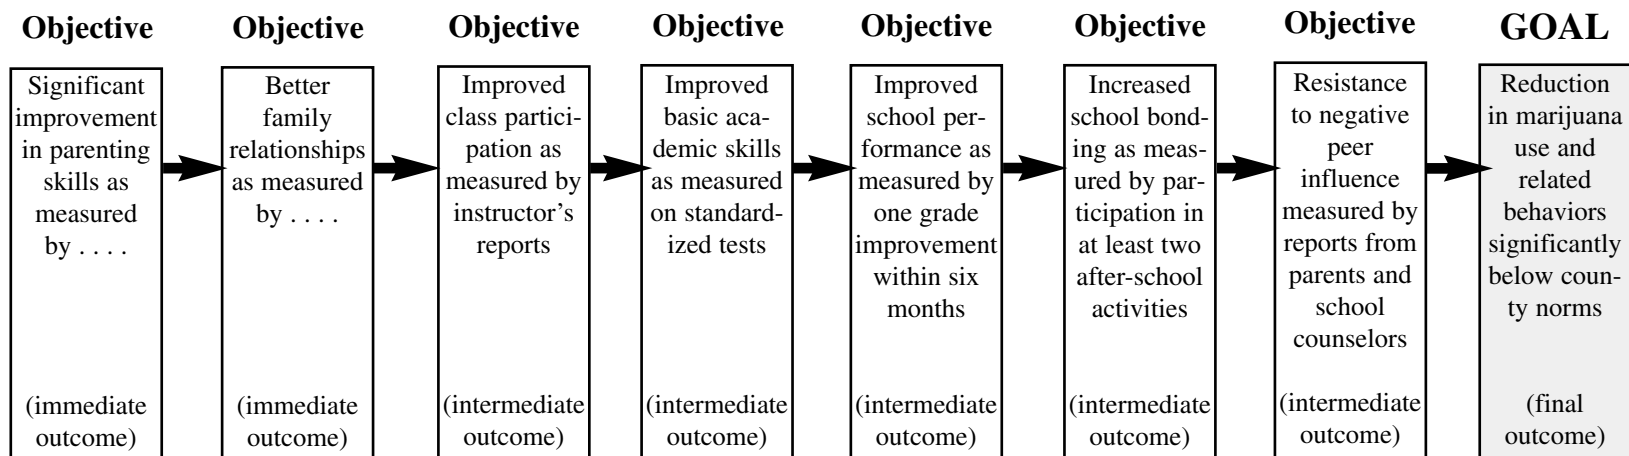 Objective
Significant
improvement
in parenting
skills as
measured
by . . . .
(immediate
outcome)
Objective
Better
family
relationships
as measured
by . . . .
(immediate
outcome)
Objective
Improved
class partici-
pation as
measured by
instructor’s
reports
(intermediate
outcome)
Objective
Improved
basic aca-
demic skills
as measured
on standard-
ized tests
(intermediate
outcome)
Objective
Improved
school per-
formance as
measured by
one grade
improvement
within six
months
(intermediate
outcome)
Objective
Increased
school bond-
ing as meas-
ured by par-
ticipation in
at least two
after-school
activities
(intermediate
outcome)
Objective
Resistance
to negative
peer
influence
measured by
reports from
parents and
school
counselors
(intermediate
outcome)
GOAL
Reduction
in marijuana
use and
related
behaviors
significantly
below coun-
ty norms
(final
outcome)